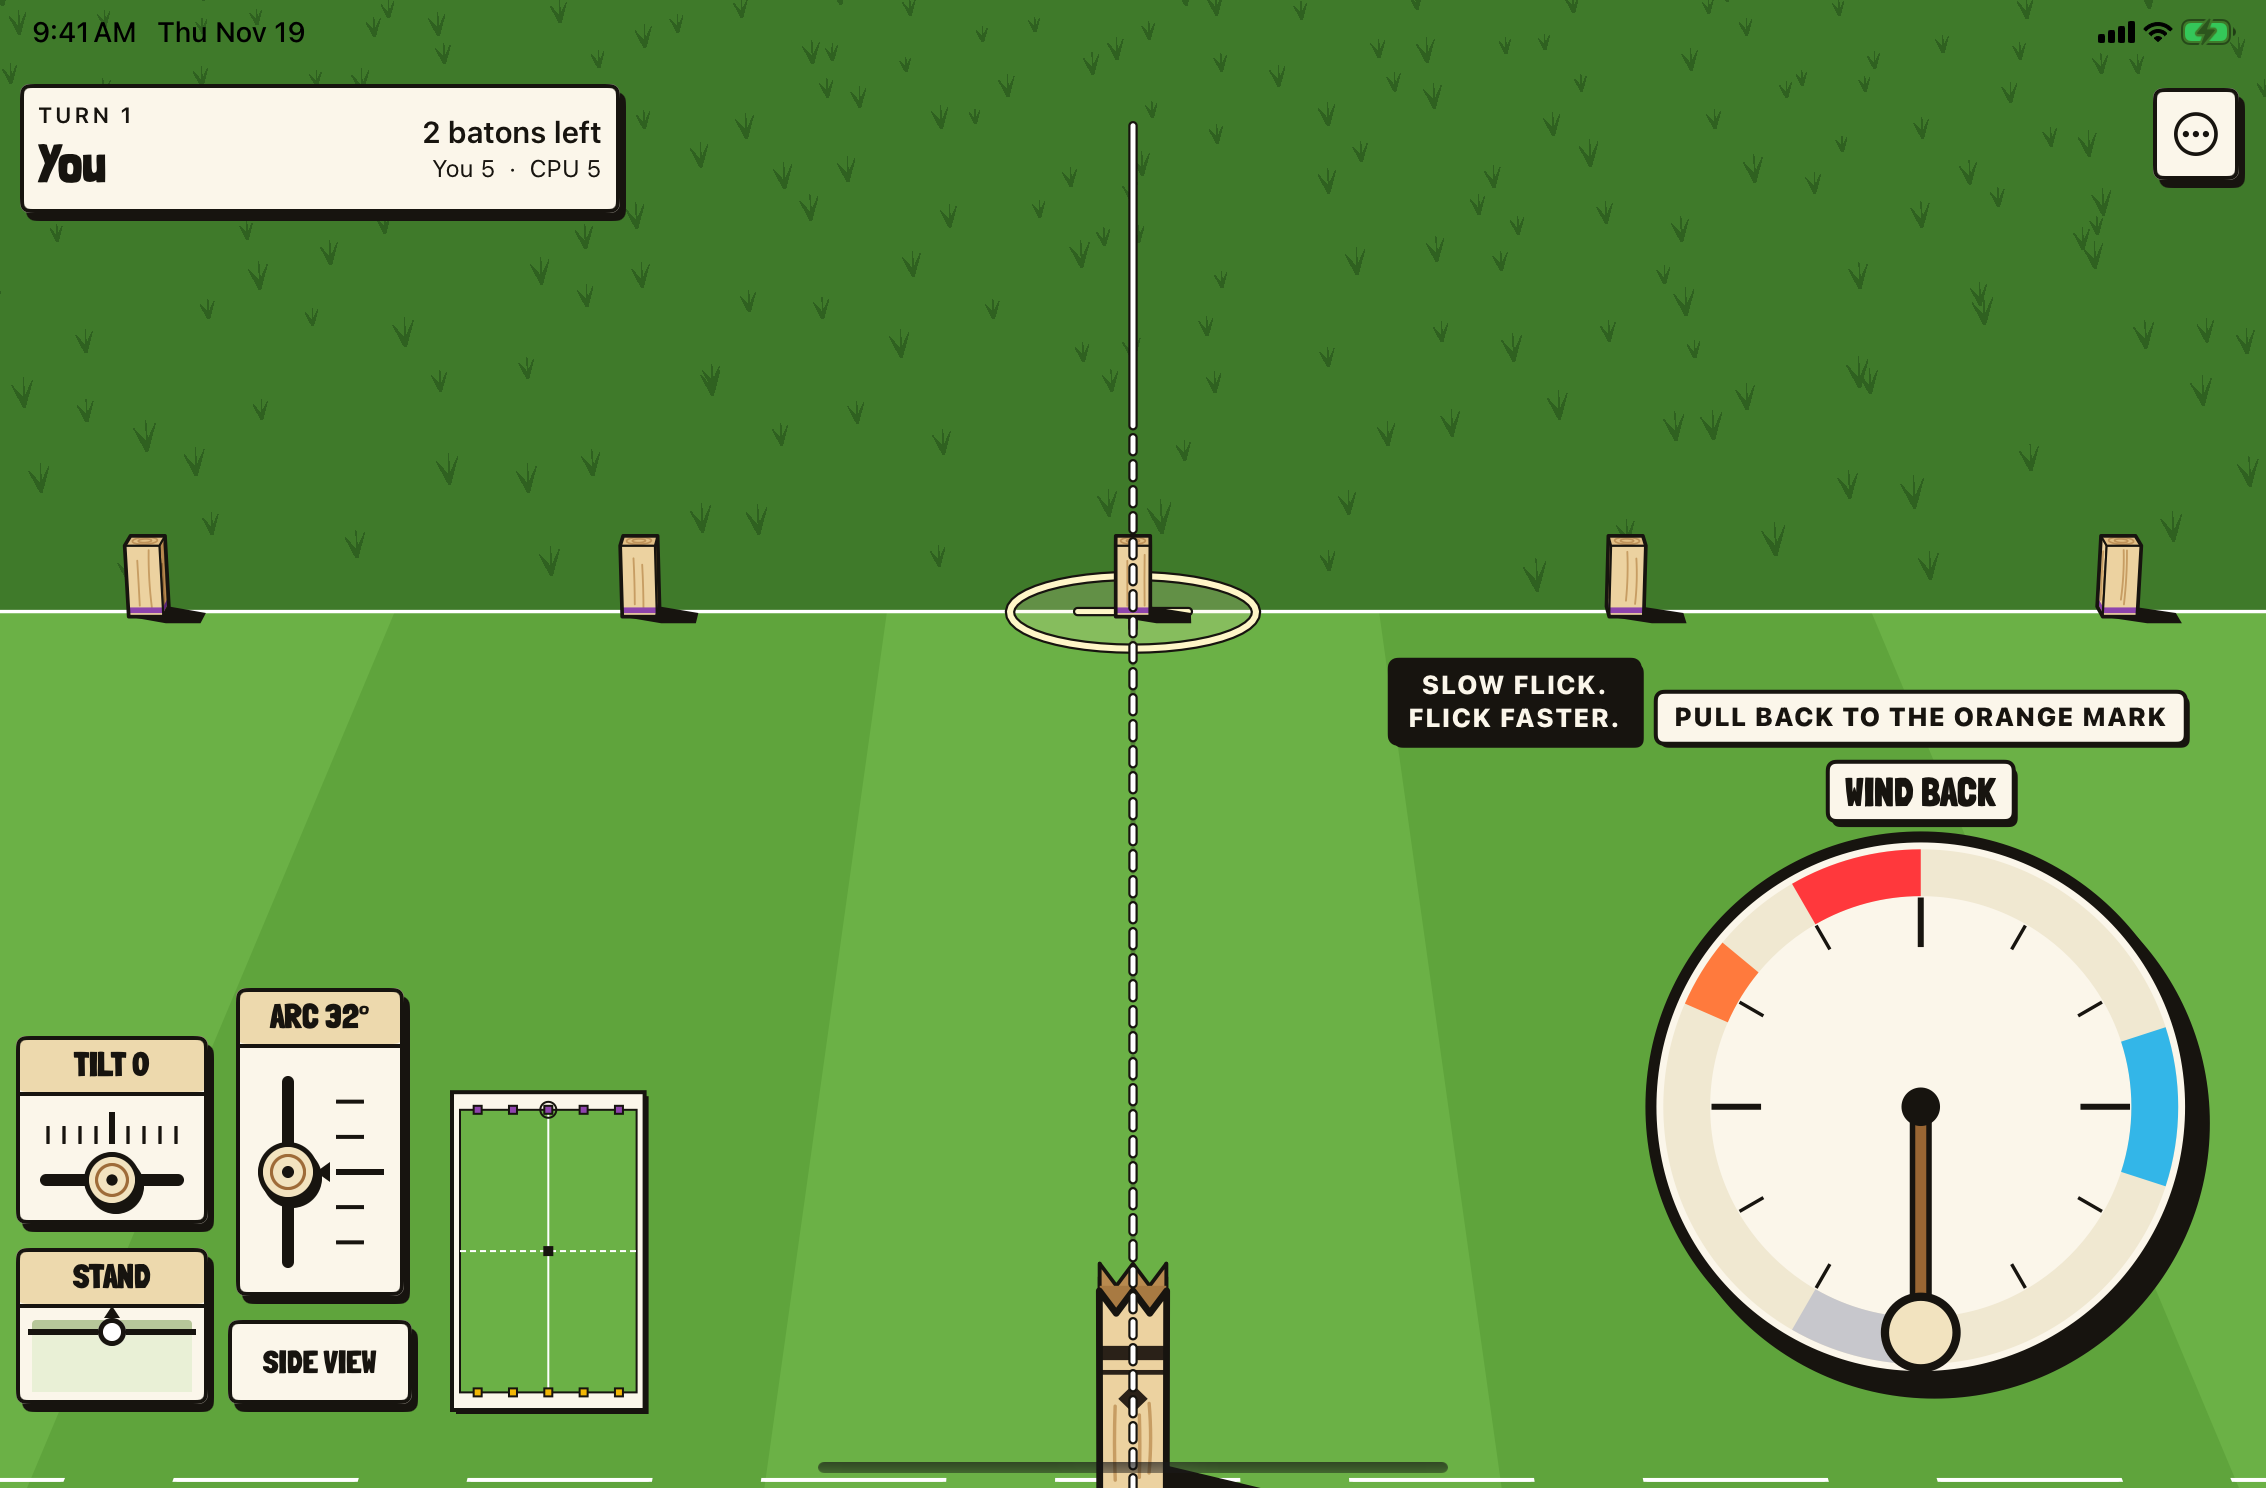 9:41 AM Thu Nov 19
TURN 1
You
2 batons left
You 5 · CPU 5
SLOW FLICK.
FLICK FASTER.
PULL BACK TO THE ORANGE MARK
WIND BACK
ARC 32°
TILT 0
STAND
SIDE VIEW